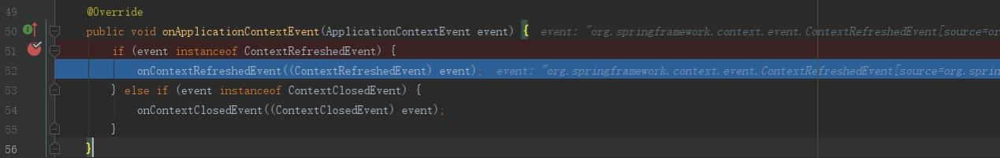 49 @Override
50 public void onApplicationContextEvent(ApplicationContextEvent event) { event: "org.springframework.context.event.ContextRefreshedEvent[source=or
51 if (event instanceof ContextRefreshedEvent) {
52 onContextRefreshedEvent((ContextRefreshedEvent) event); event: "org.springframework.context.event.ContextRefreshedEvent[source=org.sprin
53 } else if (event instanceof ContextClosedEvent) {
54 onContextClosedEvent((ContextClosedEvent) event);
55 }
56 }